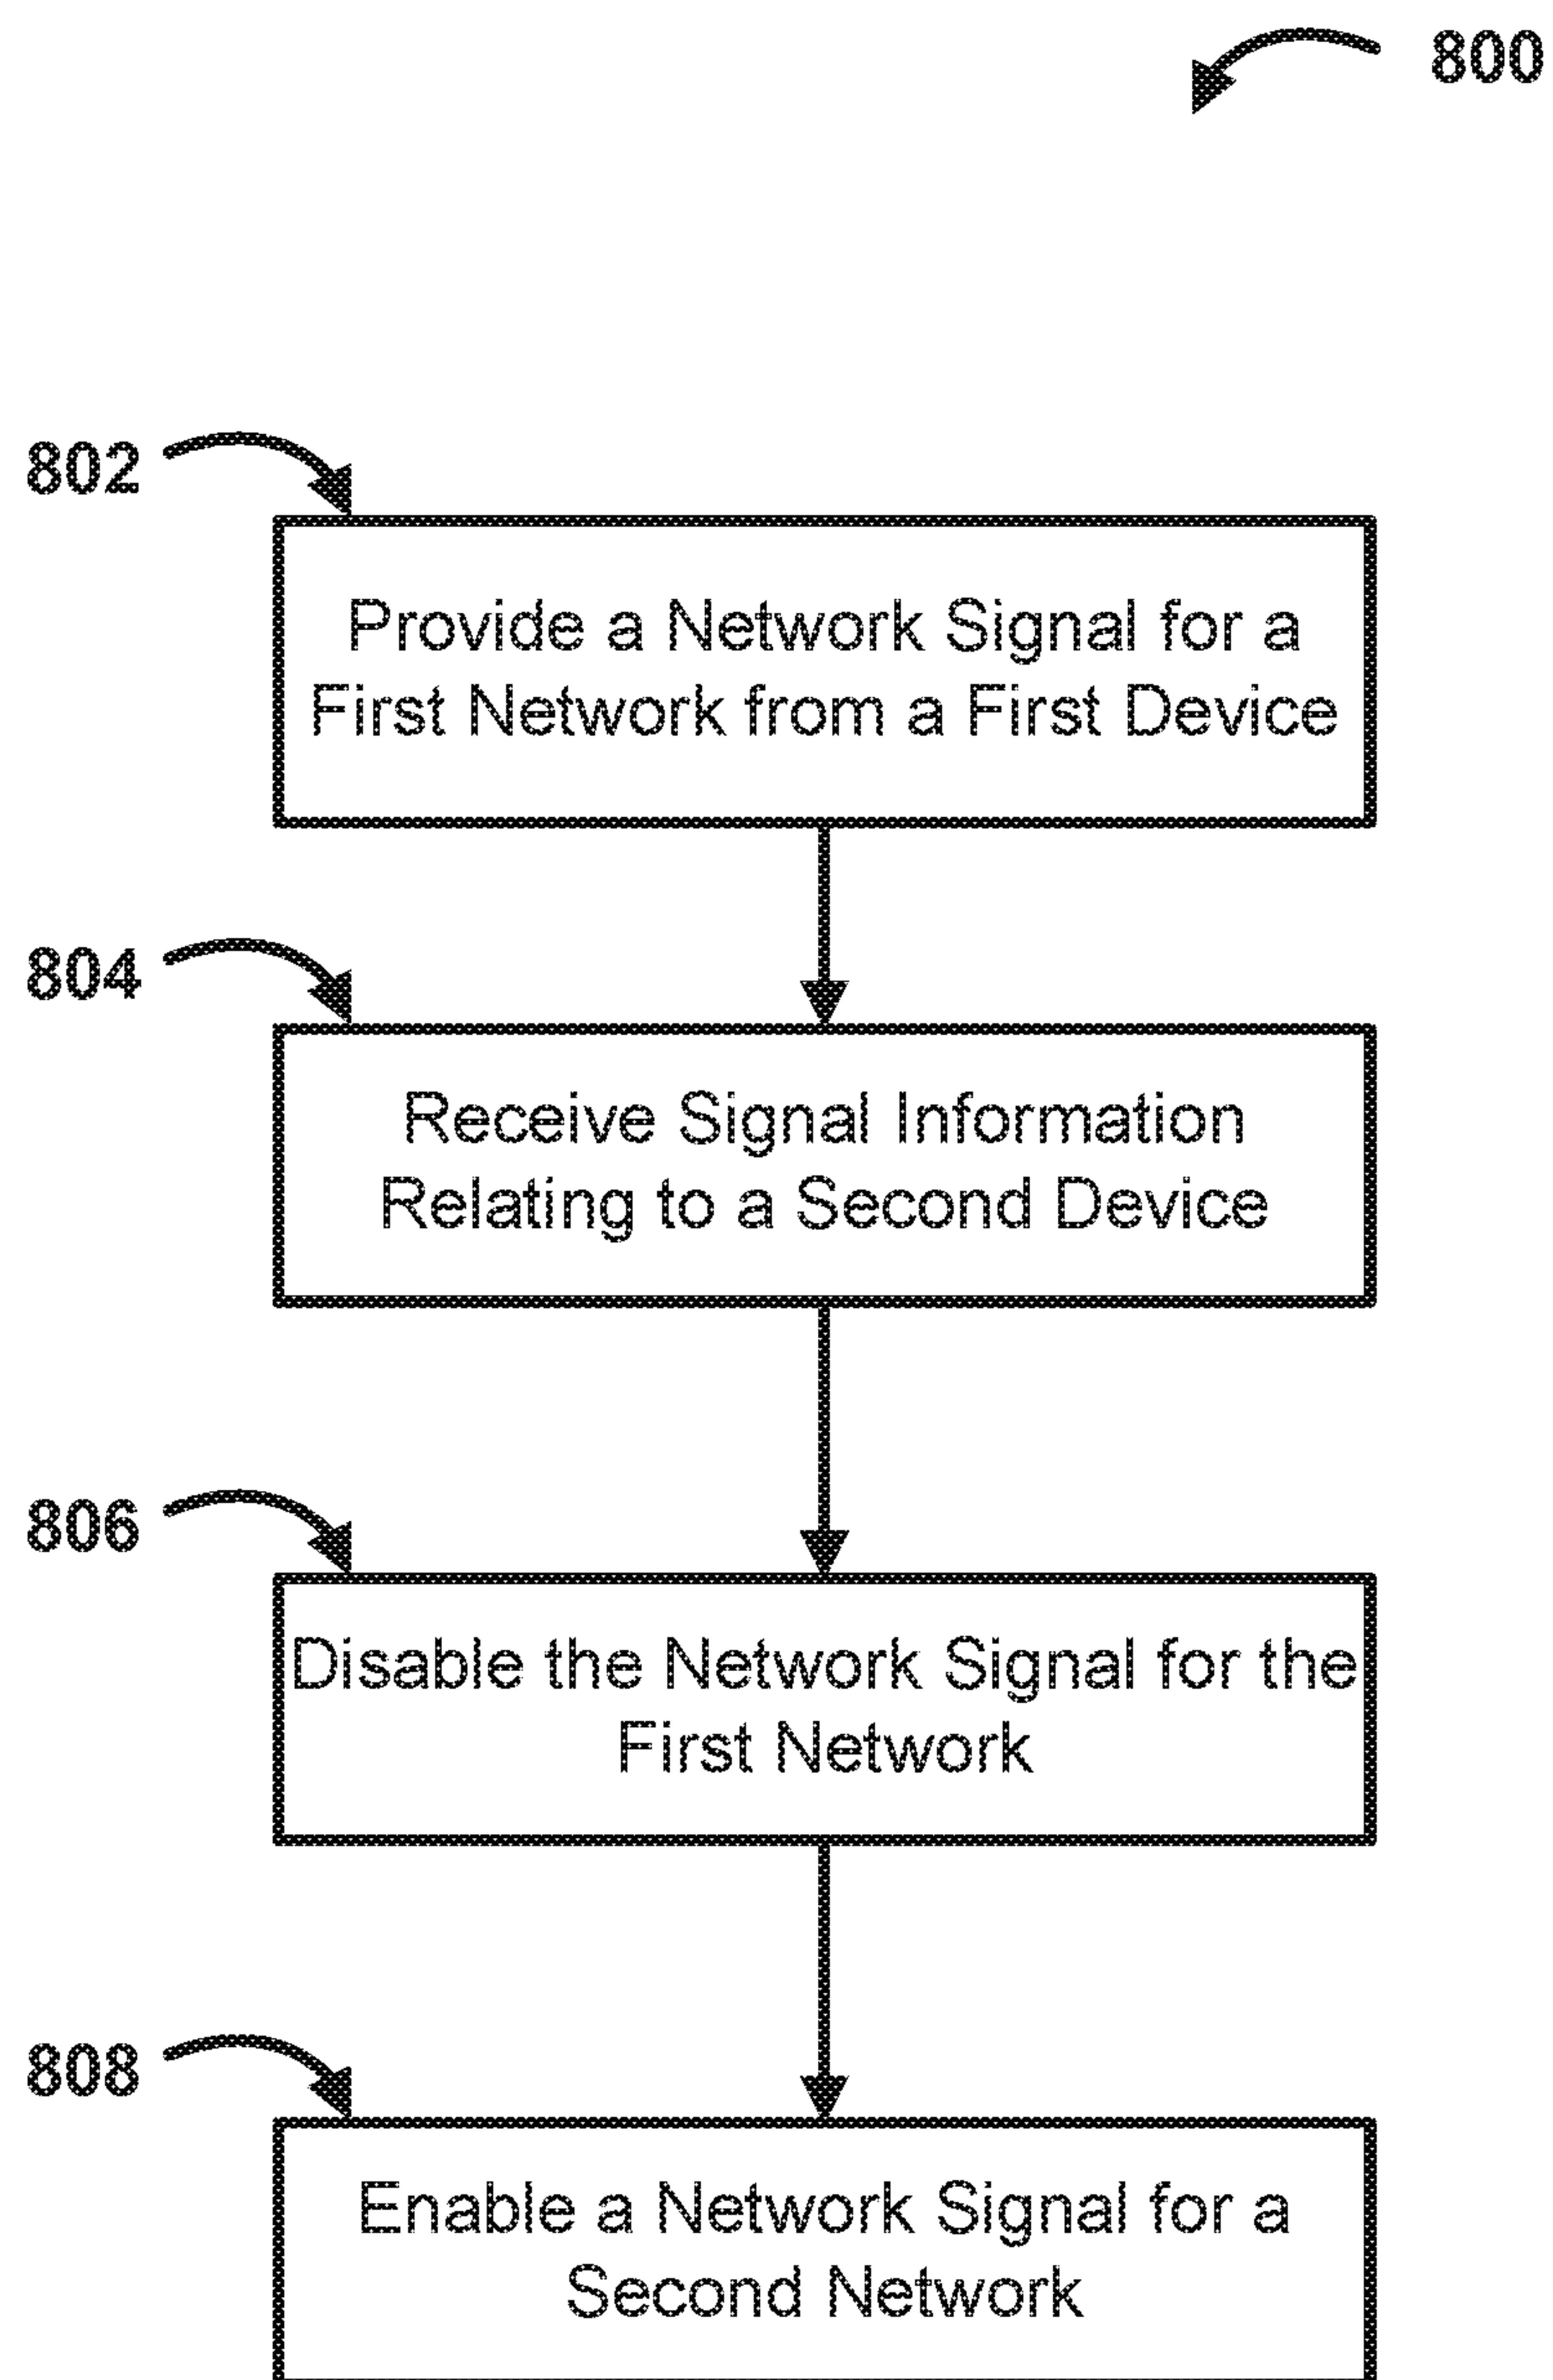 800
802
Provide a Network Signal for a
First Network from a First Device
804
Receive Signal Information
Relating to a Second Device
806
Disable the Network Signal for the
First Network
808
Enable a Network Signal for a
Second Network